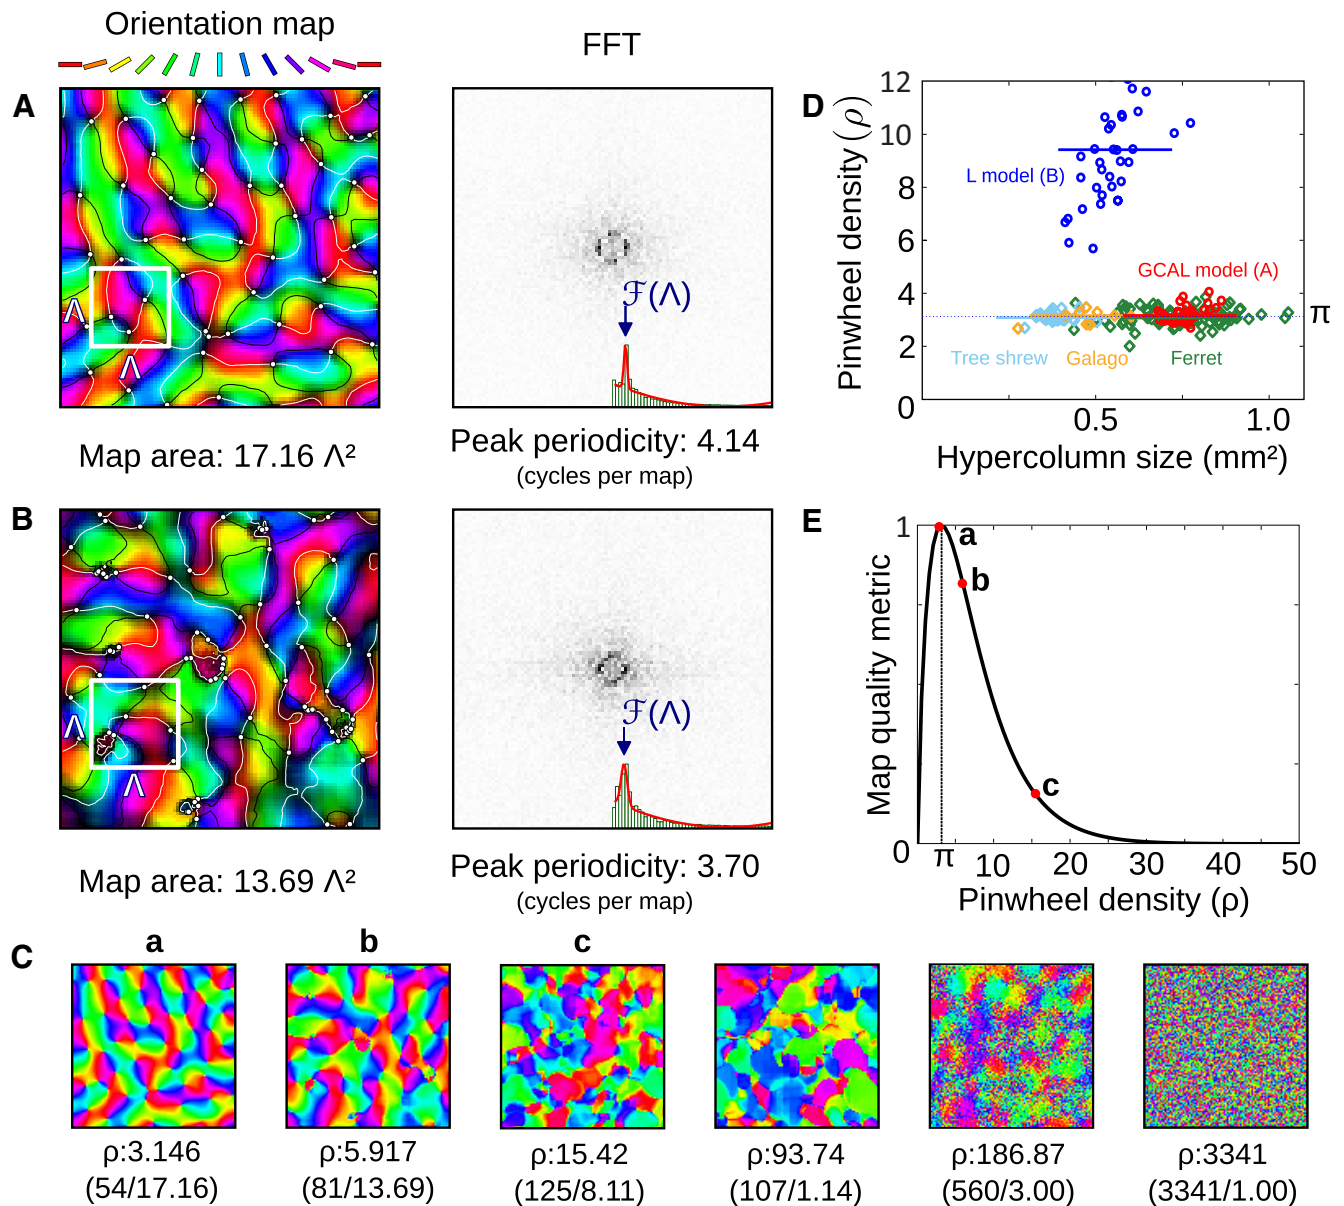 Orientation map
FFT
A
Λ
Λ
Map area: 17.16 Λ²
ℱ(Λ)
Peak periodicity: 4.14
(cycles per map)
D
Pinwheel density (ρ)
12
10
8
6
4
2
0
L model (B)
GCAL model (A)
π
Tree shrew
Galago
Ferret
0.5
1.0
Hypercolumn size (mm²)
B
Λ
Λ
Map area: 13.69 Λ²
ℱ(Λ)
Peak periodicity: 3.70
(cycles per map)
E
Map quality metric
1
0
a
b
c
π
10
20
30
40
50
Pinwheel density (ρ)
C
a
b
c
ρ:3.146
(54/17.16)
ρ:5.917
(81/13.69)
ρ:15.42
(125/8.11)
ρ:93.74
(107/1.14)
ρ:186.87
(560/3.00)
ρ:3341
(3341/1.00)